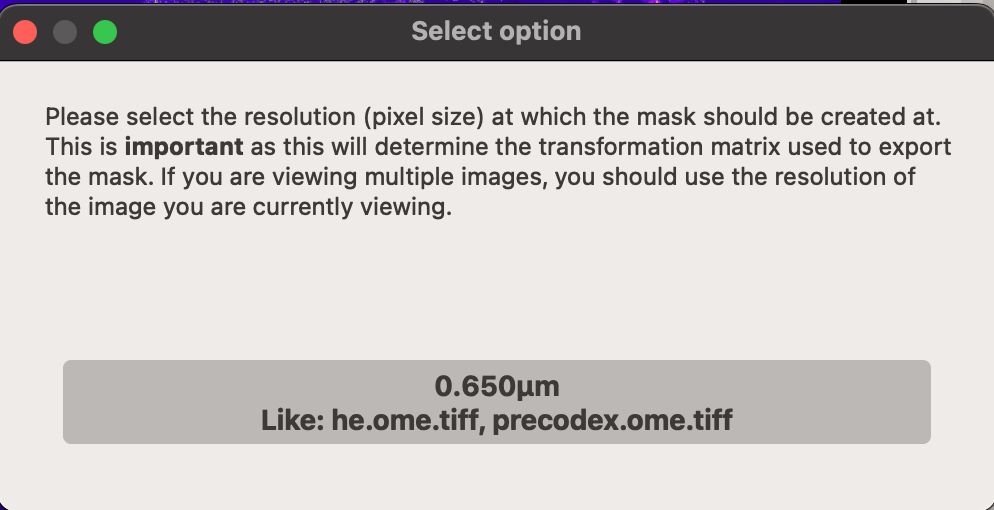 Select option
Please select the resolution (pixel size) at which the mask should be created at.
This is important as this will determine the transformation matrix used to export
the mask. If you are viewing multiple images, you should use the resolution of
the image you are currently viewing.
0.650μm
Like: he.ome.tiff, precodex.ome.tiff